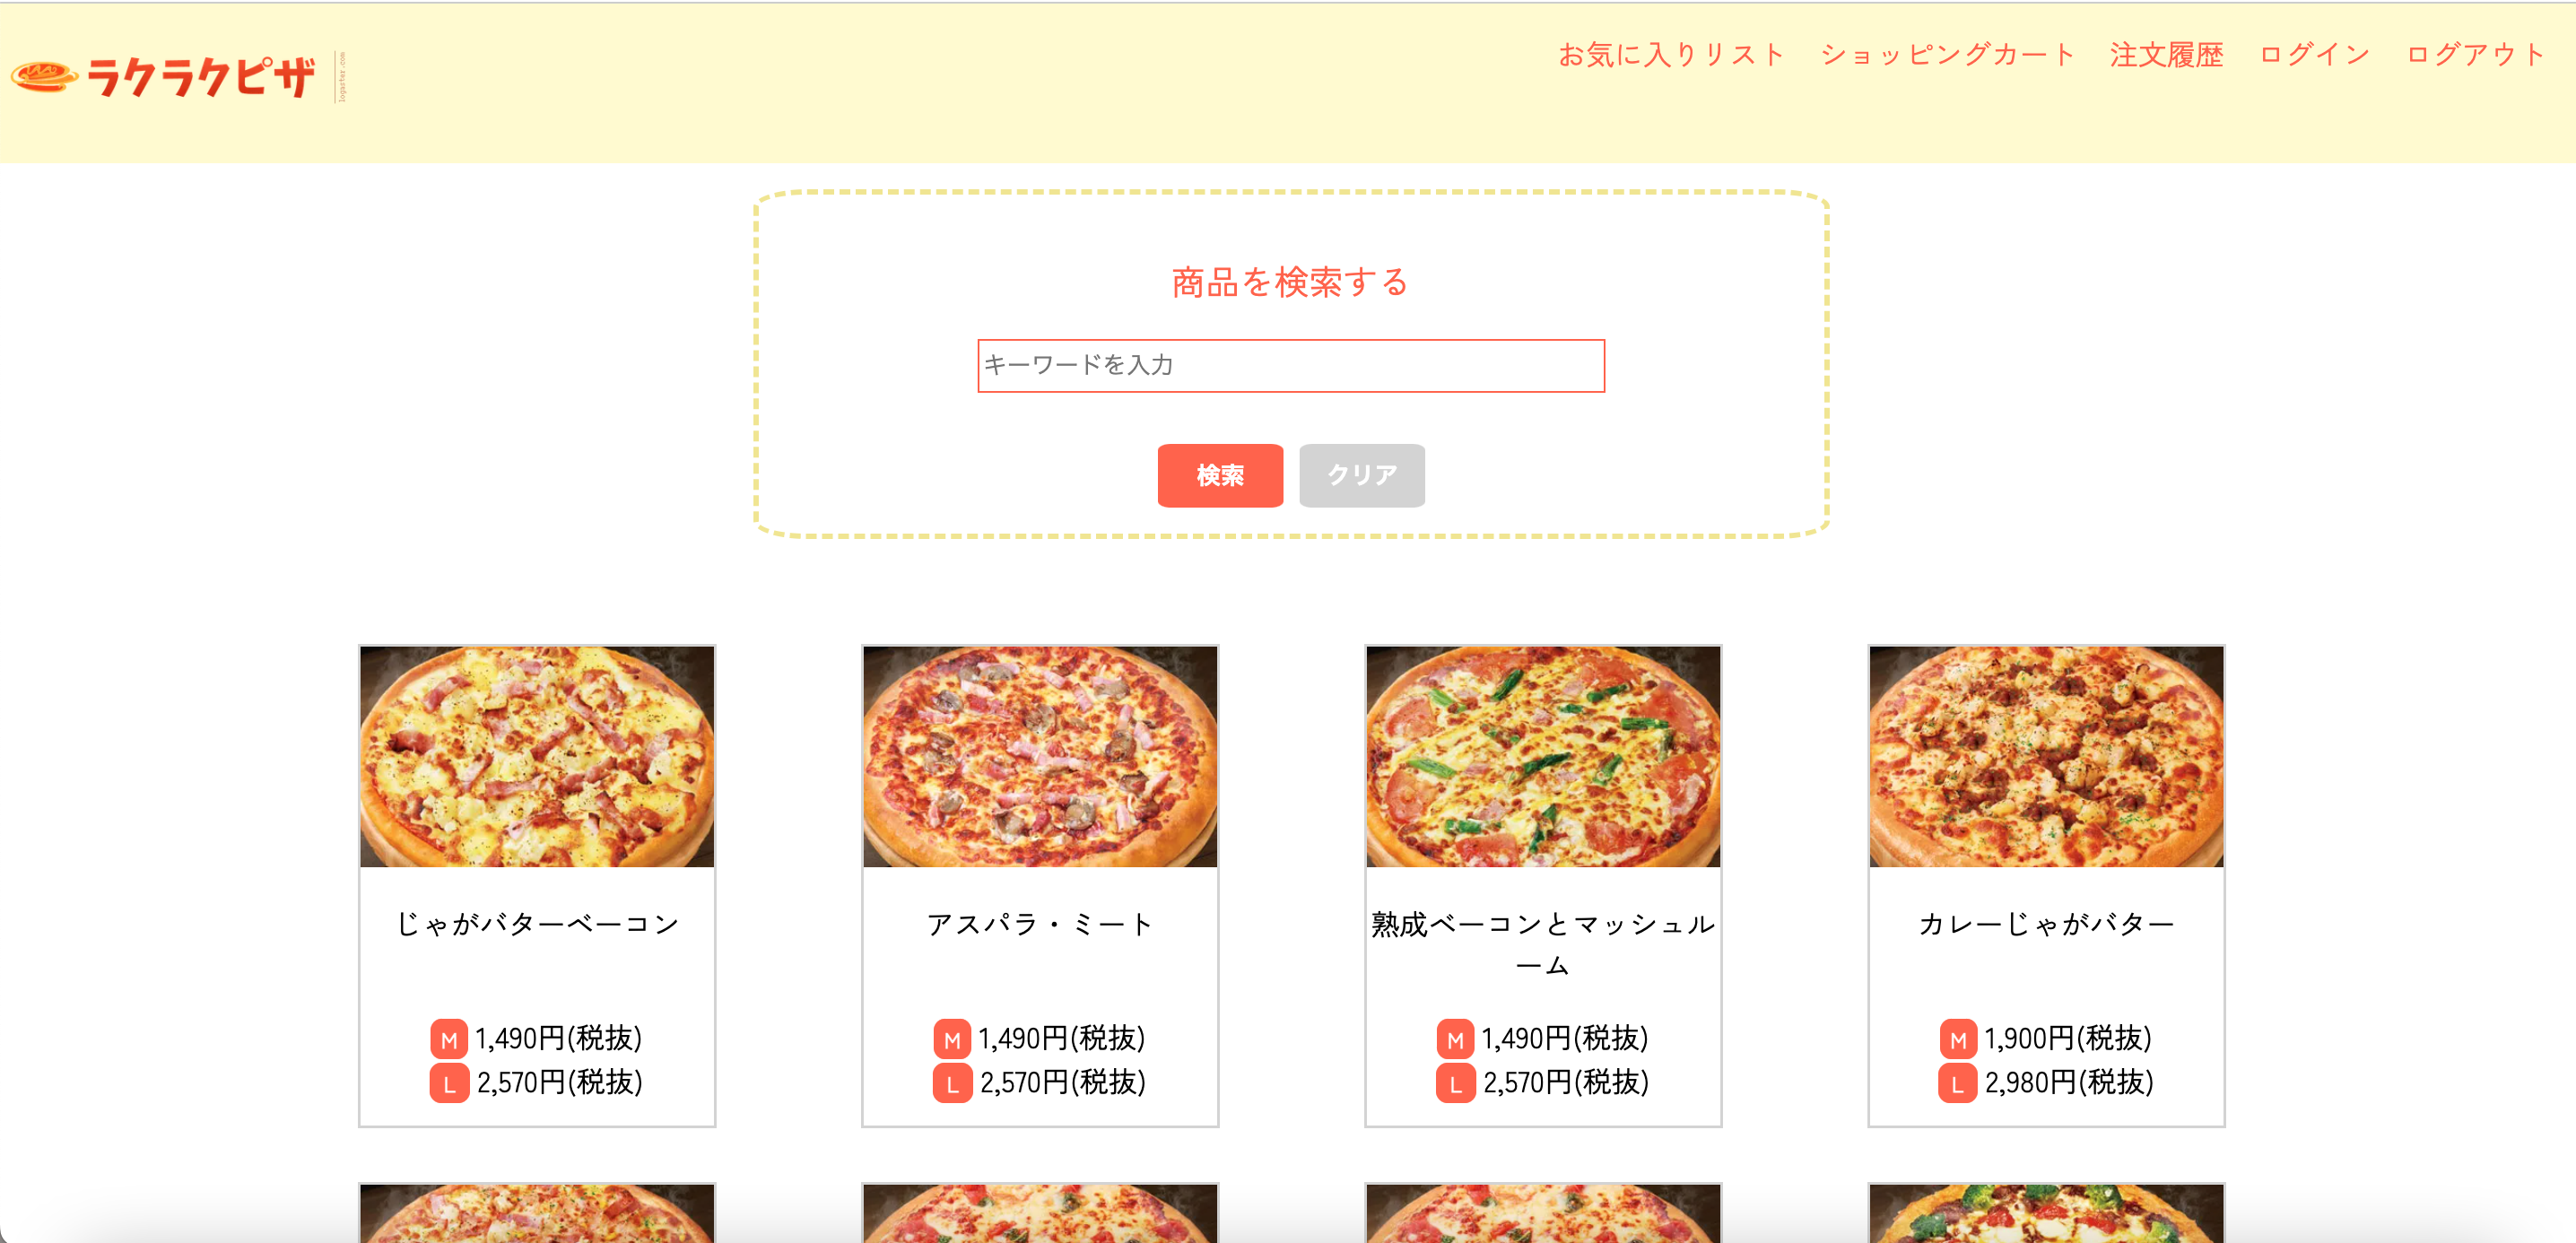 ラクラクピザ
logaster.com
お気に入りリスト ショッピングカート 注文履歴 ログイン ログアウト
商品を検索する
キーワードを入力
検索 クリア
じゃがバターベーコン
M 1,490円(税抜)
L 2,570円(税抜)
アスパラ・ミート
M 1,490円(税抜)
L 2,570円(税抜)
熟成ベーコンとマッシュル
ーム
M 1,490円(税抜)
L 2,570円(税抜)
カレーじゃがバター
M 1,900円(税抜)
L 2,980円(税抜)